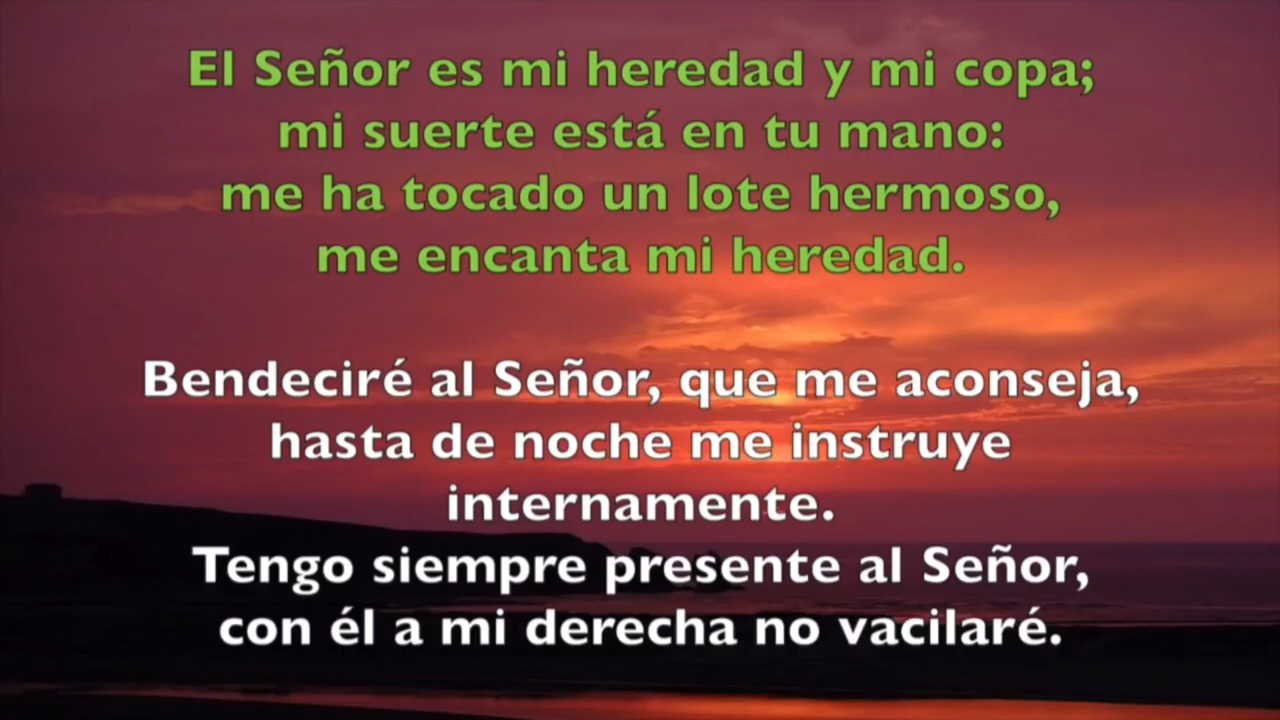 El Señor es mi heredad y mi copa;
mi suerte está en tu mano:
me ha tocado un lote hermoso,
me encanta mi heredad.
Bendeciré al Señor, que me aconseja,
hasta de noche me instruye
internamente.
Tengo siempre presente al Señor,
con él a mi derecha no vacilaré.